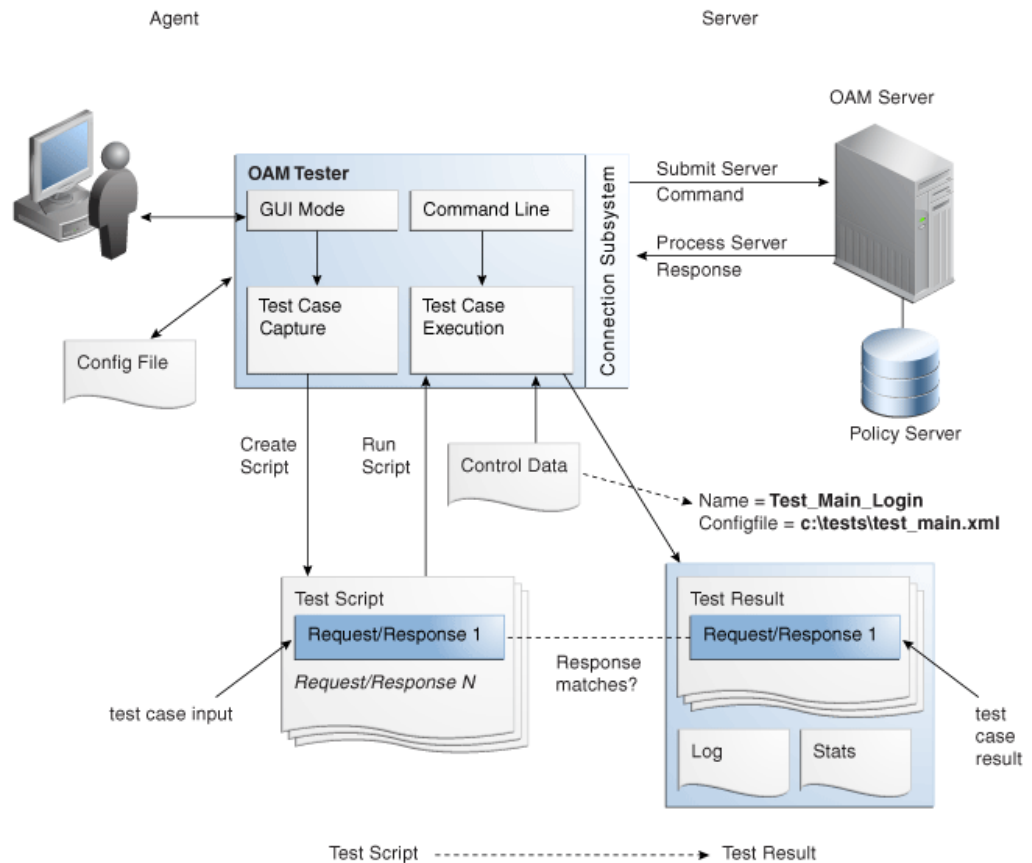 Agent
Server
OAM Server
OAM Tester
GUI Mode
Command Line
Test Case
Capture
Test Case
Execution
Connection Subsystem
Submit Server
Command
Process Server
Response
Config File
Policy Server
Create
Script
Run
Script
Control Data
Name = Test_Main_Login
Configfile = c:\tests\test_main.xml
Test Script
Request/Response 1
Request/Response N
test case input
Response
matches?
Test Result
Request/Response 1
Log
Stats
test
case
result
Test Script
Test Result